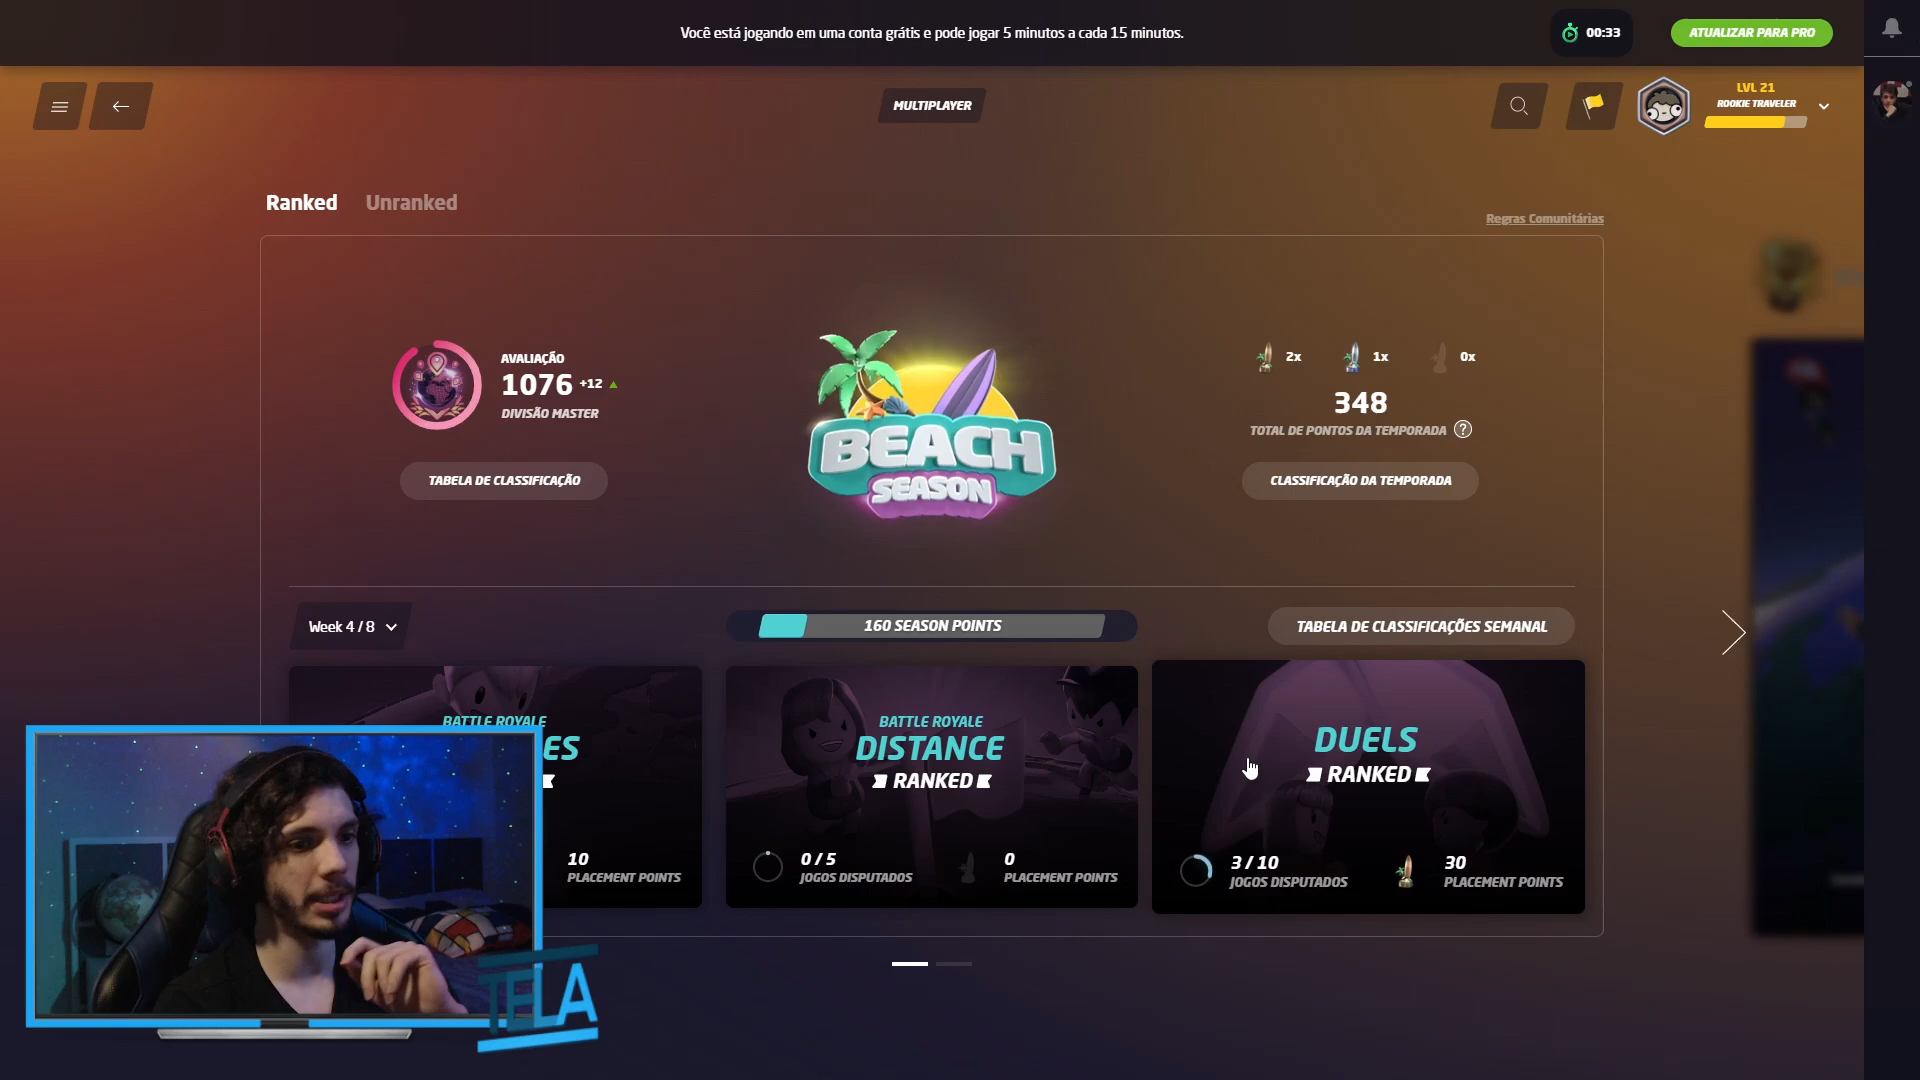 Você está jogando em uma conta grátis e pode jogar 5 minutos a cada 15 minutos.
00:33
ATUALIZAR PARA PRO
MULTIPLAYER
LVL 21
ROOKIE TRAVELER
Ranked
Unranked
Regras Comunitárias
AVALIAÇÃO
1076 +12
DIVISÃO MASTER
TABELA DE CLASSIFICAÇÃO
BEACH
SEASON
2x
1x
0x
348
TOTAL DE PONTOS DA TEMPORADA ?
CLASSIFICAÇÃO DA TEMPORADA
Week 4 / 8
160 SEASON POINTS
TABELA DE CLASSIFICAÇÕES SEMANAL
BATTLE ROYALE
ES
10
PLACEMENT POINTS
BATTLE ROYALE
DISTANCE
RANKED
0 / 5
JOGOS DISPUTADOS
0
PLACEMENT POINTS
DUELS
RANKED
3 / 10
JOGOS DISPUTADOS
30
PLACEMENT POINTS
TELA